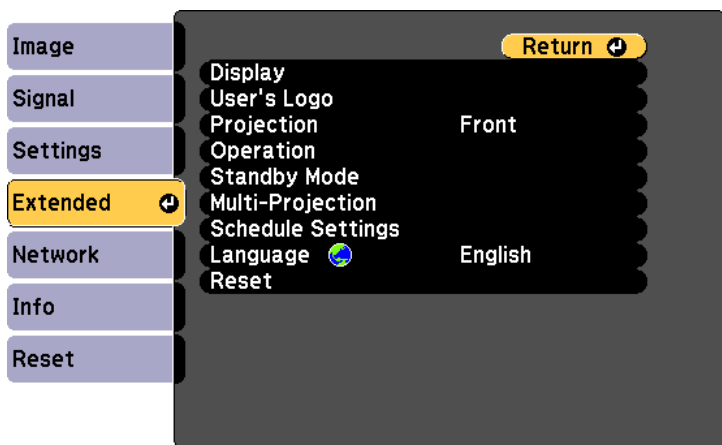 Image
Signal
Settings
Extended
Network
Info
Reset
Return
Display
User's Logo
Projection Front
Operation
Standby Mode
Multi-Projection
Schedule Settings
Language English
Reset